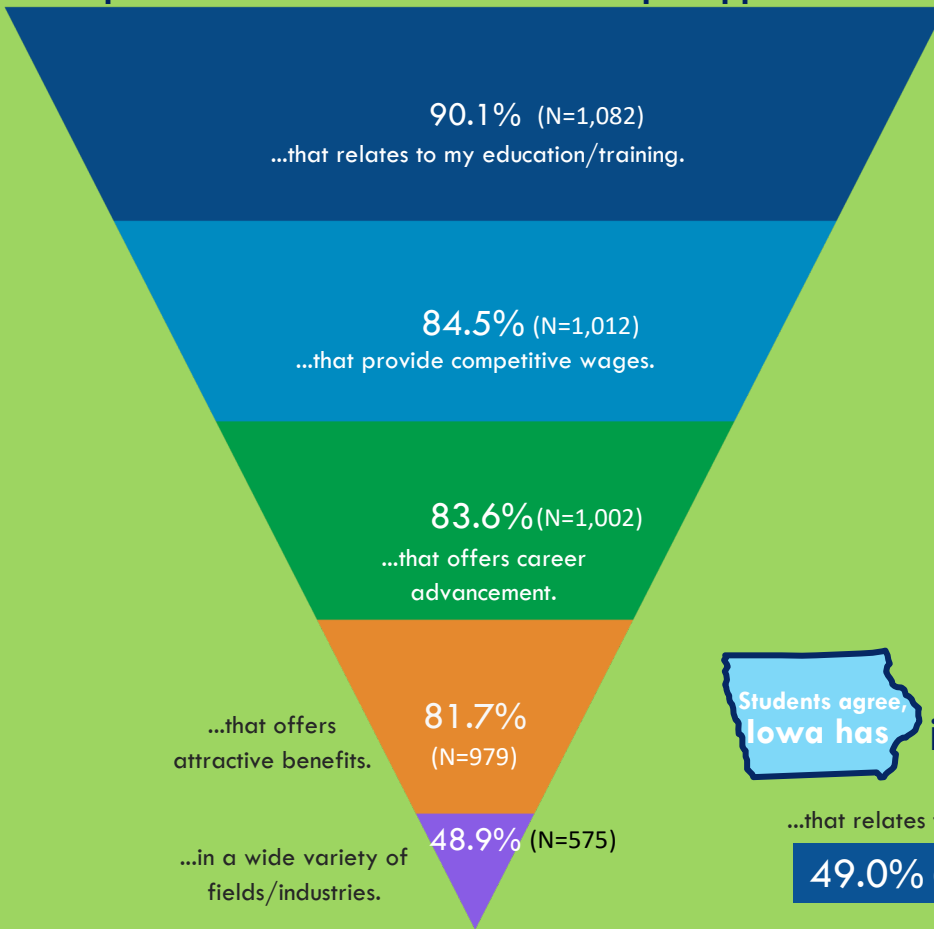 90.1% (N=1,082)
...that relates to my education/training.
84.5% (N=1,012)
...that provide competitive wages.
83.6% (N=1,002)
...that offers career
advancement.
...that offers
attractive benefits.
81.7%
(N=979)
48.9% (N=575)
...in a wide variety of
fields/industries.
Students agree,
Iowa has
...that relates
49.0%